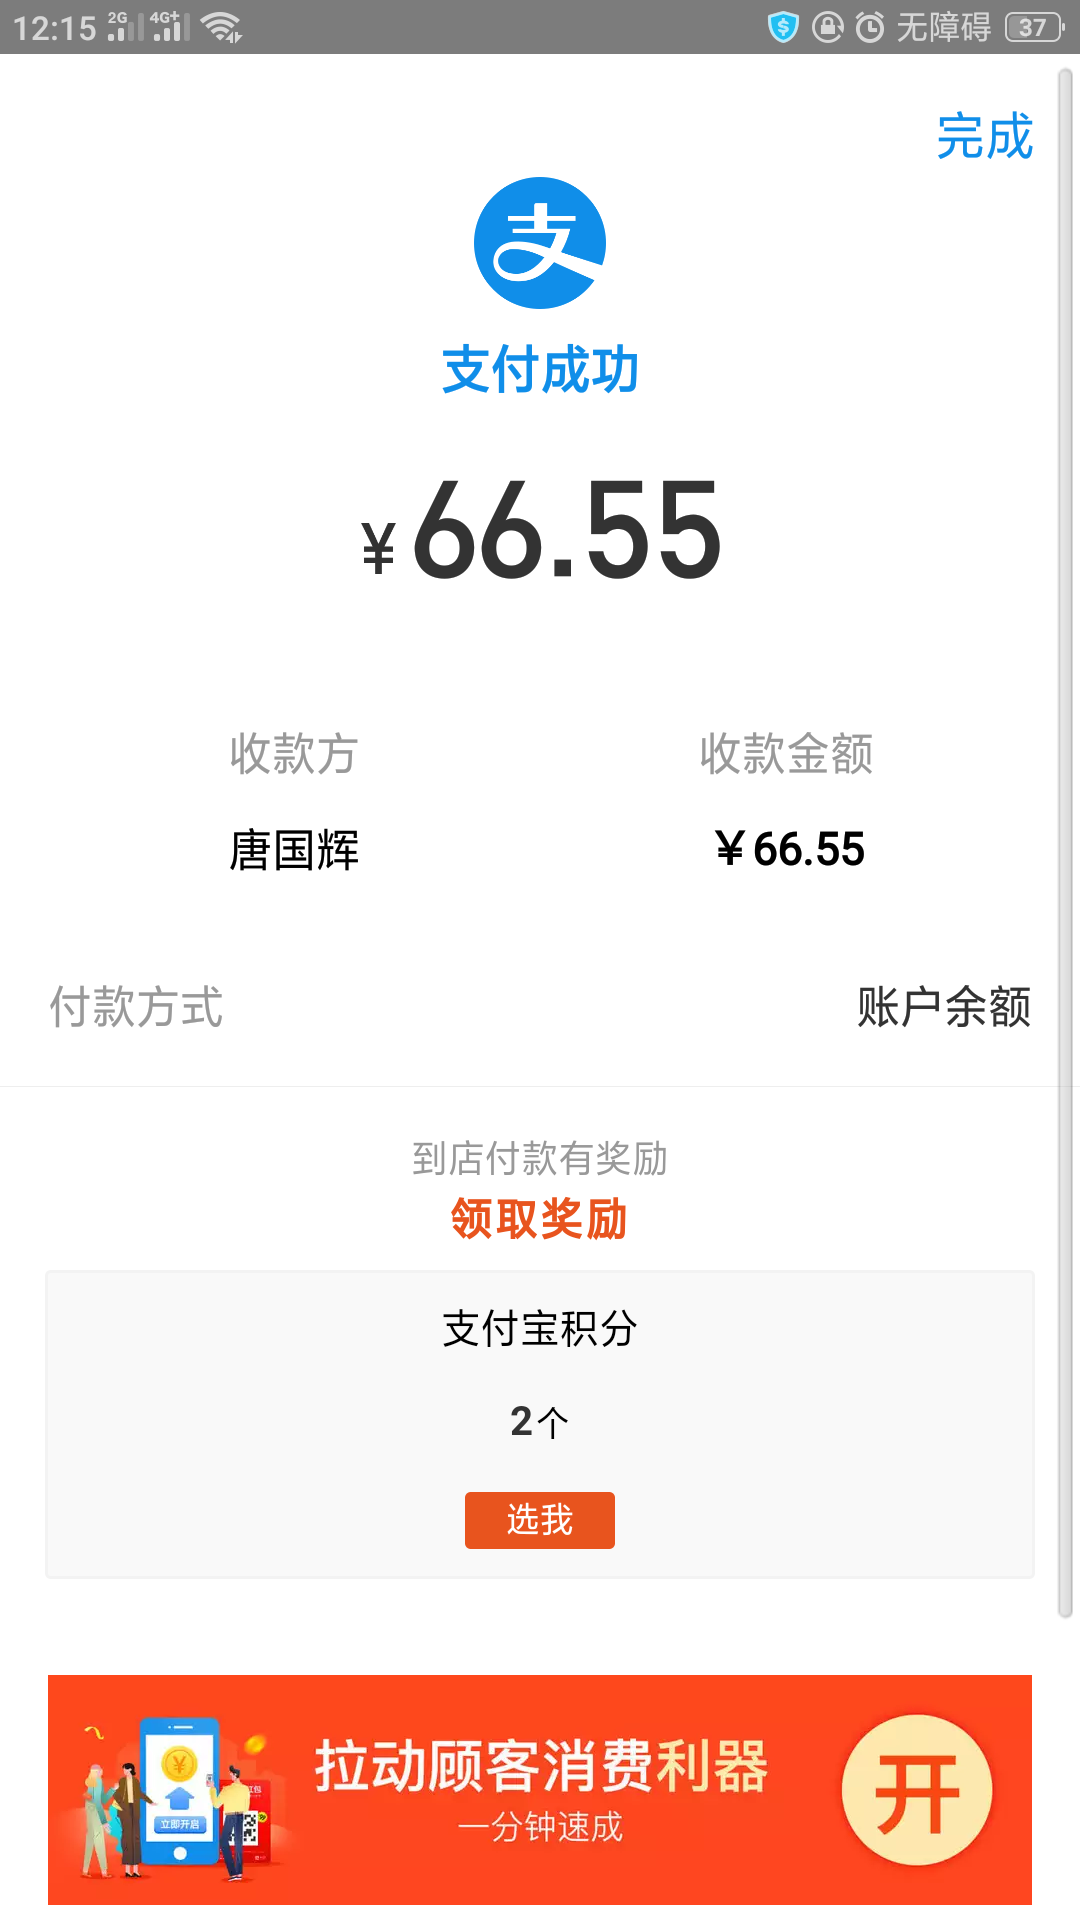 12:15 2G 4G+ 无障碍 37
完成
支
支付成功
¥66.55
收款方 收款金额
唐国辉 ￥66.55
付款方式 账户余额
到店付款有奖励
领取奖励
支付宝积分
2个
选我
拉动顾客消费利器
一分钟速成
开
立即开启